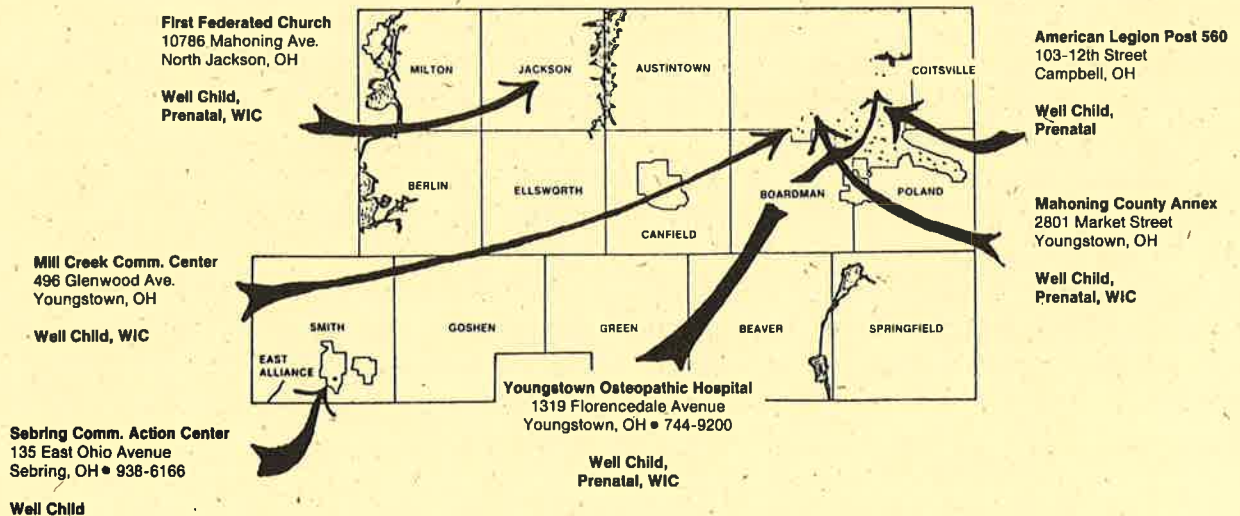 First Federated Church
10786 Mahoning Ave.
North Jackson, OH
Well Child,
Prenatal, WIC
American Legion Post 560
103-12th Street
Campbell, OH
Well Child,
Prenatal
MILTON
JACKSON
AUSTINTOWN
COITSVILLE
BERLIN
ELLSWORTH
CANFIELD
BOARDMAN
POLAND
Mahoning County Annex
2801 Market Street
Youngstown, OH
Well Child,
Prenatal, WIC
Mill Creek Comm. Center
496 Glenwood Ave.
Youngstown, OH
Well Child, WIC
SMITH
GOSHEN
GREEN
BEAVER
SPRINGFIELD
EAST
ALLIANCE
Youngstown Osteopathic Hospital
1319 Florencedale Avenue
Youngstown, OH • 744-9200
Well Child,
Prenatal, WIC
Sebring Comm. Action Center
135 East Ohio Avenue
Sebring, OH • 938-6166
Well Child